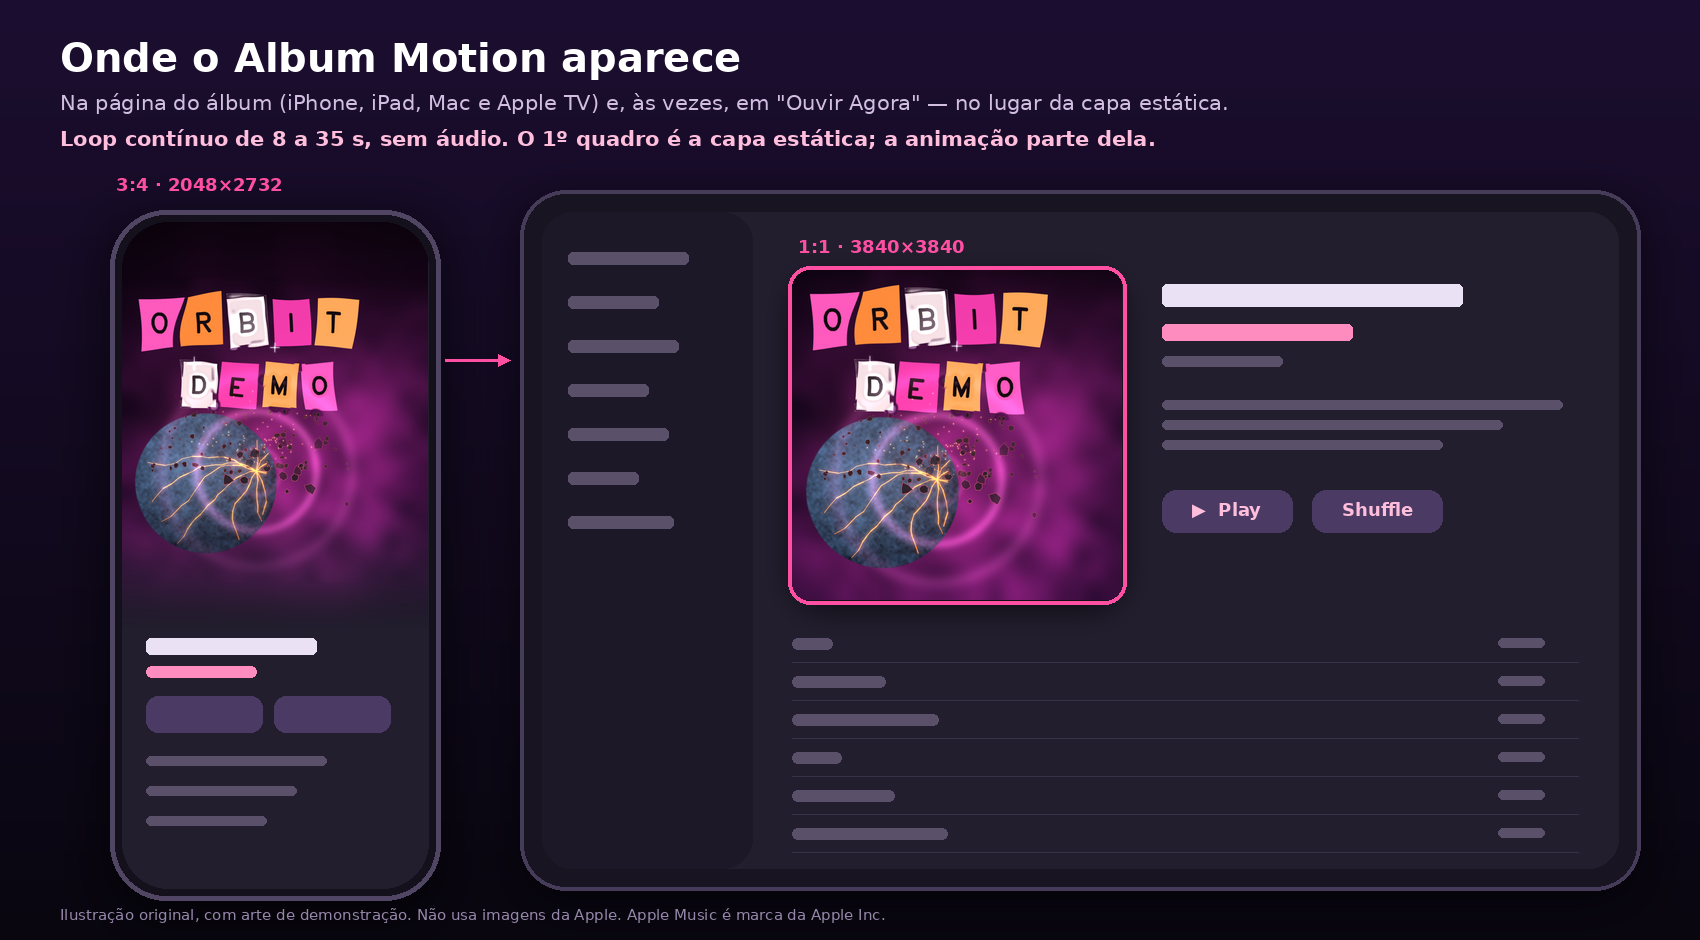 Onde o Album Motion aparece
Na página do álbum (iPhone, iPad, Mac e Apple TV) e, às vezes, em "Ouvir Agora" — no lugar da capa estática.
Loop contínuo de 8 a 35 s, sem áudio. O 1º quadro é a capa estática; a animação parte dela.
3:4 · 2048×2732
ORBIT
DEMO
1:1 · 3840×3840
ORBIT
DEMO
▶ Play
Shuffle
Ilustração original, com arte de demonstração. Não usa imagens da Apple. Apple Music é marca da Apple Inc.